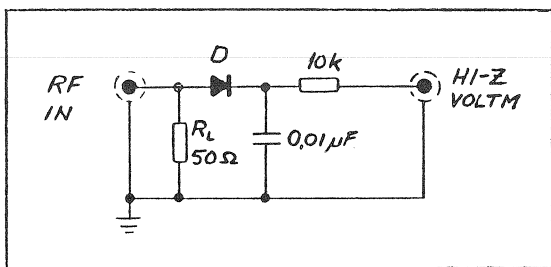 RF
IN
D
10k
HI-Z
VOLTM
RL
50Ω
0,01µF